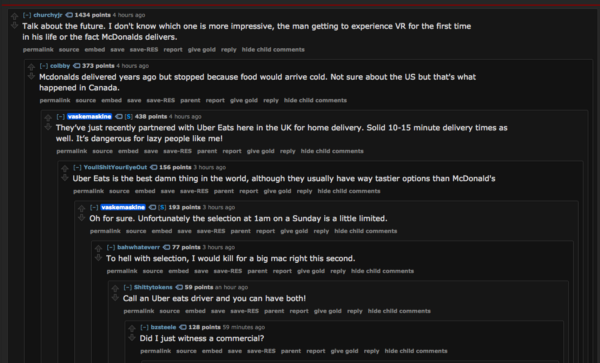 [-] churchyjr 1434 points 4 hours ago
Talk about the future. I don't know which one is more impressive, the man getting to experience VR for the first time
in his life or the fact McDonalds delivers.
permalink source embed save save-RES report give gold reply hide child comments
[-] colbby 373 points 4 hours ago
Mcdonalds delivered years ago but stopped because food would arrive cold. Not sure about the US but that's what
happened in Canada.
permalink source embed save save-RES parent report give gold reply hide child comments
[-] vaskemaskine [S] 438 points 4 hours ago
They've just recently partnered with Uber Eats here in the UK for home delivery. Solid 10-15 minute delivery times as
well. It's dangerous for lazy people like me!
permalink source embed save save-RES parent report give gold reply hide child comments
[-] YoullShitYourEyeOut 156 points 3 hours ago
Uber Eats is the best damn thing in the world, although they usually have way tastier options than McDonald's
permalink source embed save save-RES parent report give gold reply hide child comments
[-] vaskemaskine [S] 193 points 3 hours ago
Oh for sure. Unfortunately the selection at 1am on a Sunday is a little limited.
permalink source embed save save-RES parent report give gold reply hide child comments
[-] bahwhateverr 77 points 2 hours ago
To hell with selection, I would kill for a big mac right this second.
permalink source embed save save-RES parent report give gold reply hide child comments
[-] Shittytokens 59 points an hour ago
Call an Uber eats driver and you can have both!
permalink source embed save save-RES parent report give gold reply hide child comments
[-] bzsteele 128 points 59 minutes ago
Did I just witness a commercial?
permalink source embed save save-RES parent report give gold reply hide child comments